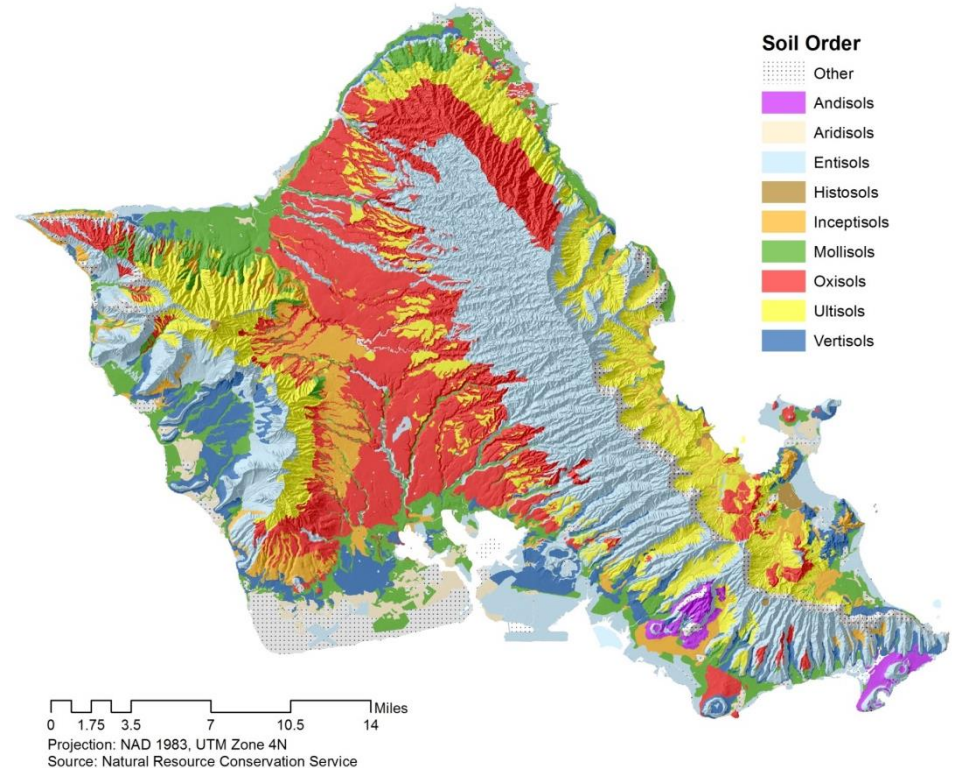 Soil Order
Other
Andisols
Aridisols
Entisols
Histosols
Inceptisols
Mollisols
Oxisols
Ultisols
Vertisols
Miles
0 1.75 3.5 7 10.5 14
Projection: NAD 1983, UTM Zone 4N
Source: Natural Resource Conservation Service